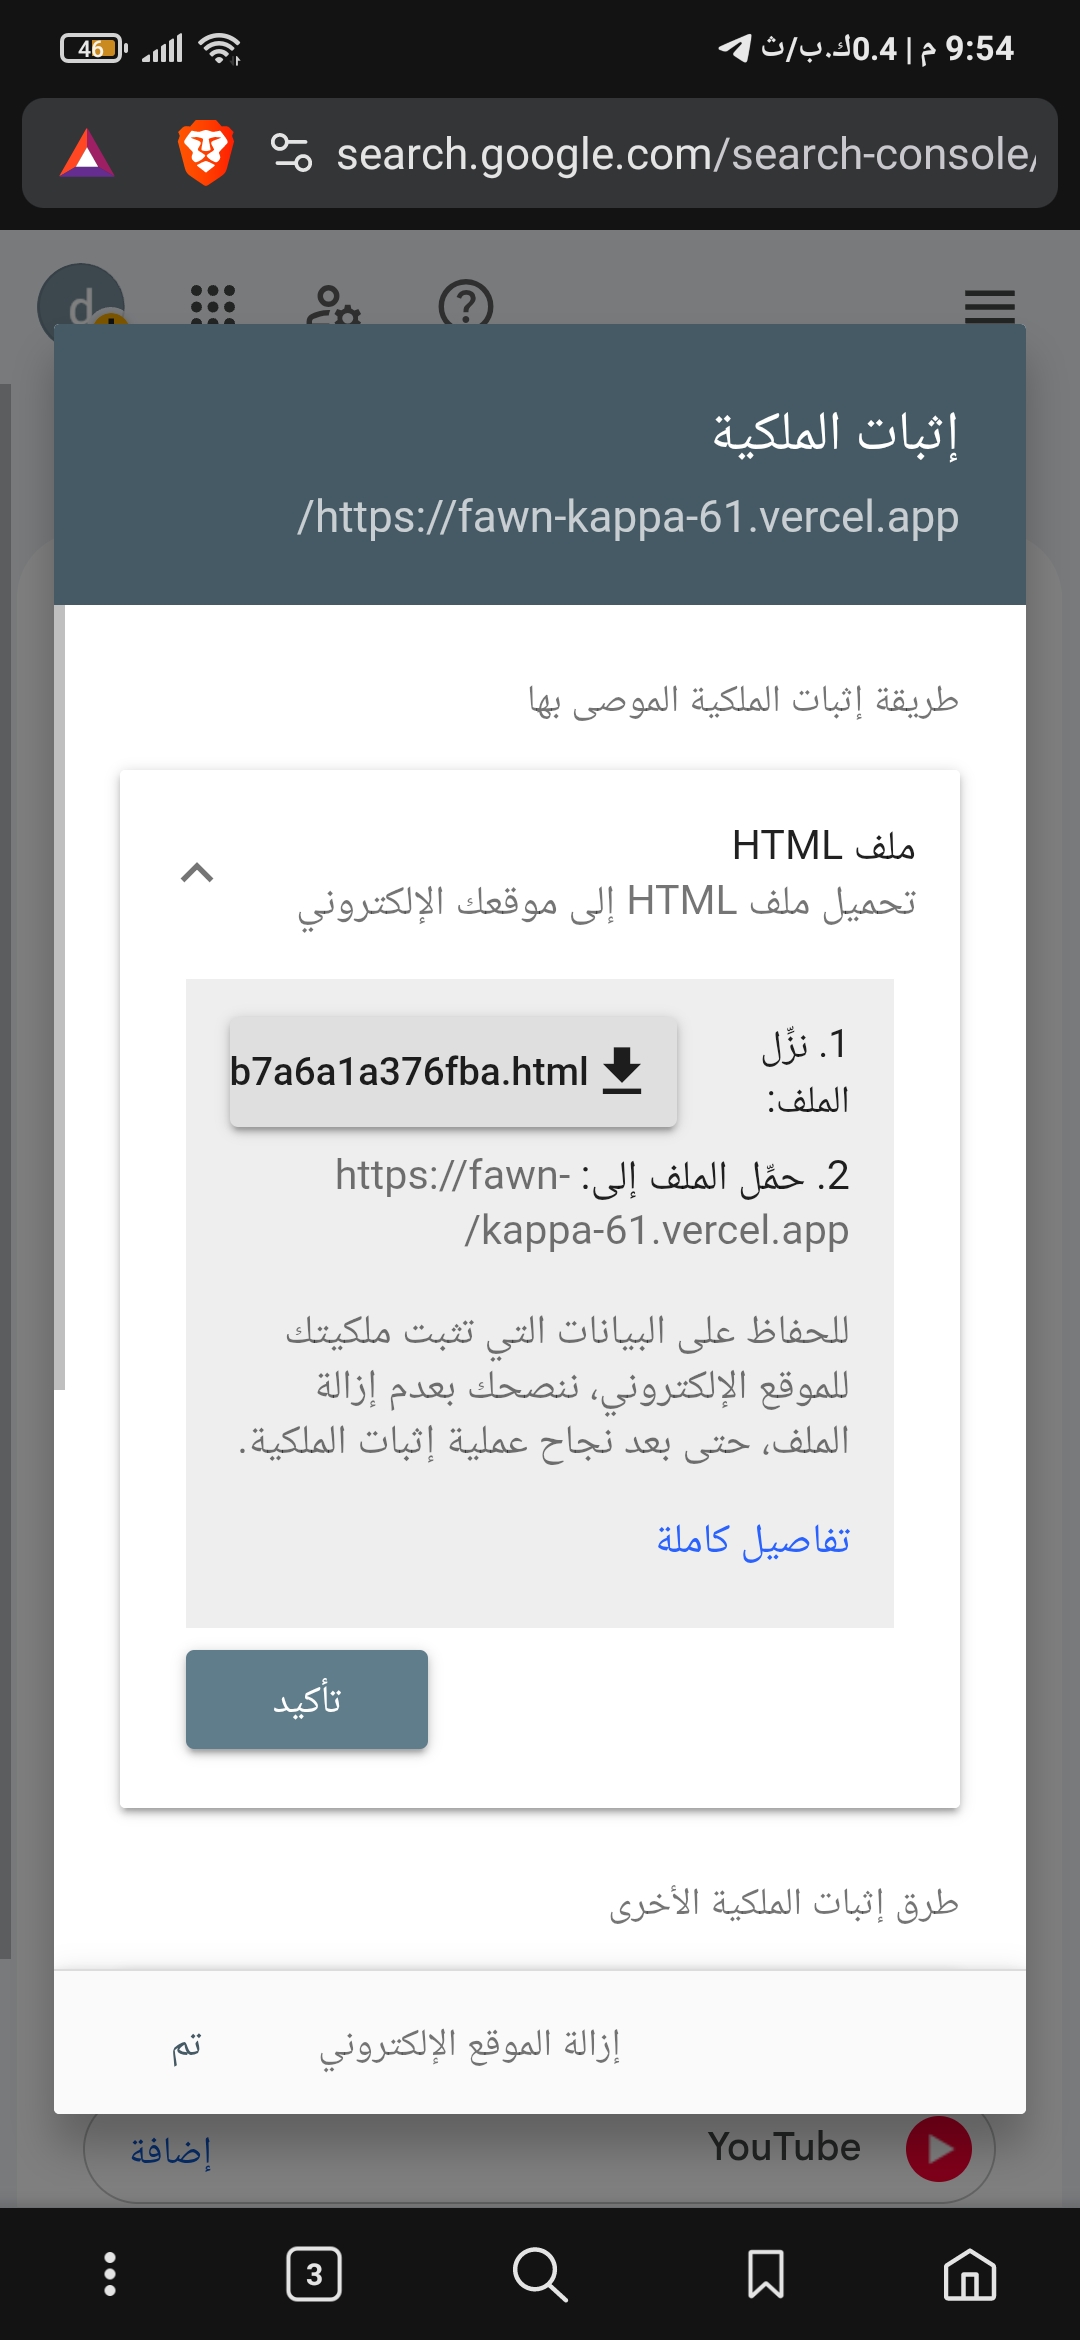 9:54 م | 0.4ك.ب/ث
46
search.google.com/search-console/
d
إثبات الملكية
https://fawn-kappa-61.vercel.app/
طريقة إثبات الملكية الموصى بها
ملف HTML
تحميل ملف HTML إلى موقعك الإلكتروني
1. نزِّل الملف:
b7a6a1a376fba.html
2. حمِّل الملف إلى: https://fawn-
kappa-61.vercel.app/
للحفاظ على البيانات التي تثبت ملكيتك
للموقع الإلكتروني، ننصحك بعدم إزالة
الملف، حتى بعد نجاح عملية إثبات الملكية.
تفاصيل كاملة
تأكيد
طرق إثبات الملكية الأخرى
إزالة الموقع الإلكتروني
تم
YouTube
إضافة
3